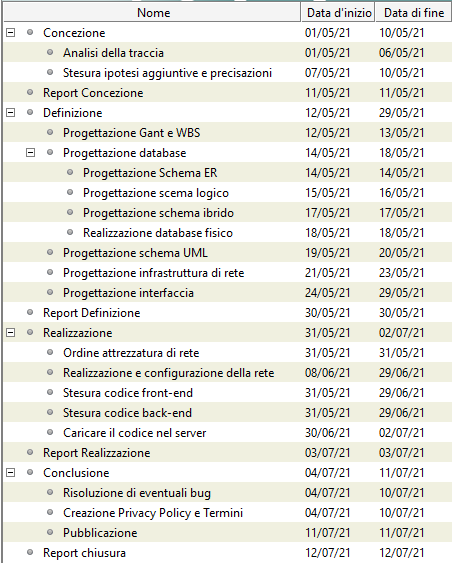 Nome Data d'inizio Data di fine
Concezione 01/05/21 10/05/21
Analisi della traccia 01/05/21 06/05/21
Stesura ipotesi aggiuntive e precisazioni 07/05/21 10/05/21
Report Concezione 11/05/21 11/05/21
Definizione 12/05/21 29/05/21
Progettazione Gant e WBS 12/05/21 13/05/21
Progettazione database 14/05/21 18/05/21
Progettazione Schema ER 14/05/21 14/05/21
Progettazione scema logico 15/05/21 16/05/21
Progettazione schema ibrido 17/05/21 17/05/21
Realizzazione database fisico 18/05/21 18/05/21
Progettazione schema UML 19/05/21 20/05/21
Progettazione infrastruttura di rete 21/05/21 23/05/21
Progettazione interfaccia 24/05/21 29/05/21
Report Definizione 30/05/21 30/05/21
Realizzazione 31/05/21 02/07/21
Ordine attrezzatura di rete 31/05/21 31/05/21
Realizzazione e configurazione della rete 08/06/21 29/06/21
Stesura codice front-end 31/05/21 29/06/21
Stesura codice back-end 31/05/21 29/06/21
Caricare il codice nel server 30/06/21 02/07/21
Report Realizzazione 03/07/21 03/07/21
Conclusione 04/07/21 11/07/21
Risoluzione di eventuali bug 04/07/21 10/07/21
Creazione Privacy Policy e Termini 04/07/21 10/07/21
Pubblicazione 11/07/21 11/07/21
Report chiusura 12/07/21 12/07/21